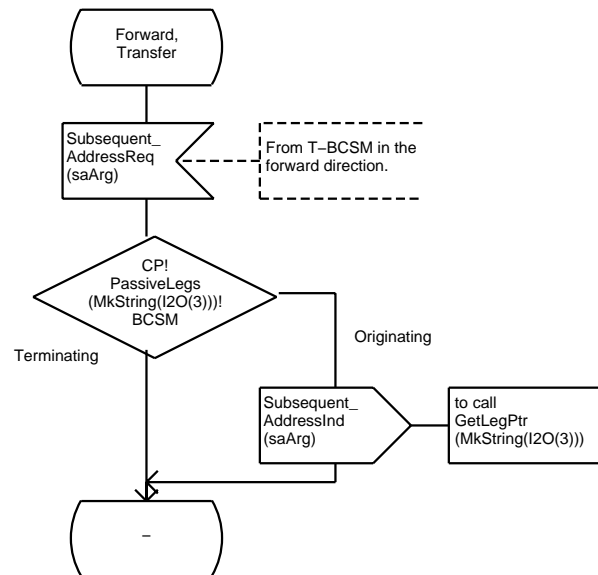 Forward,
Transfer
Subsequent_
AddressReq
(saArg)
From T−BCSM in the
forward direction.
CP!
PassiveLegs
(MkString(I2O(3)))!
BCSM
Terminating
Originating
Subsequent_
AddressInd
(saArg)
to call
GetLegPtr
(MkString(I2O(3)))
−